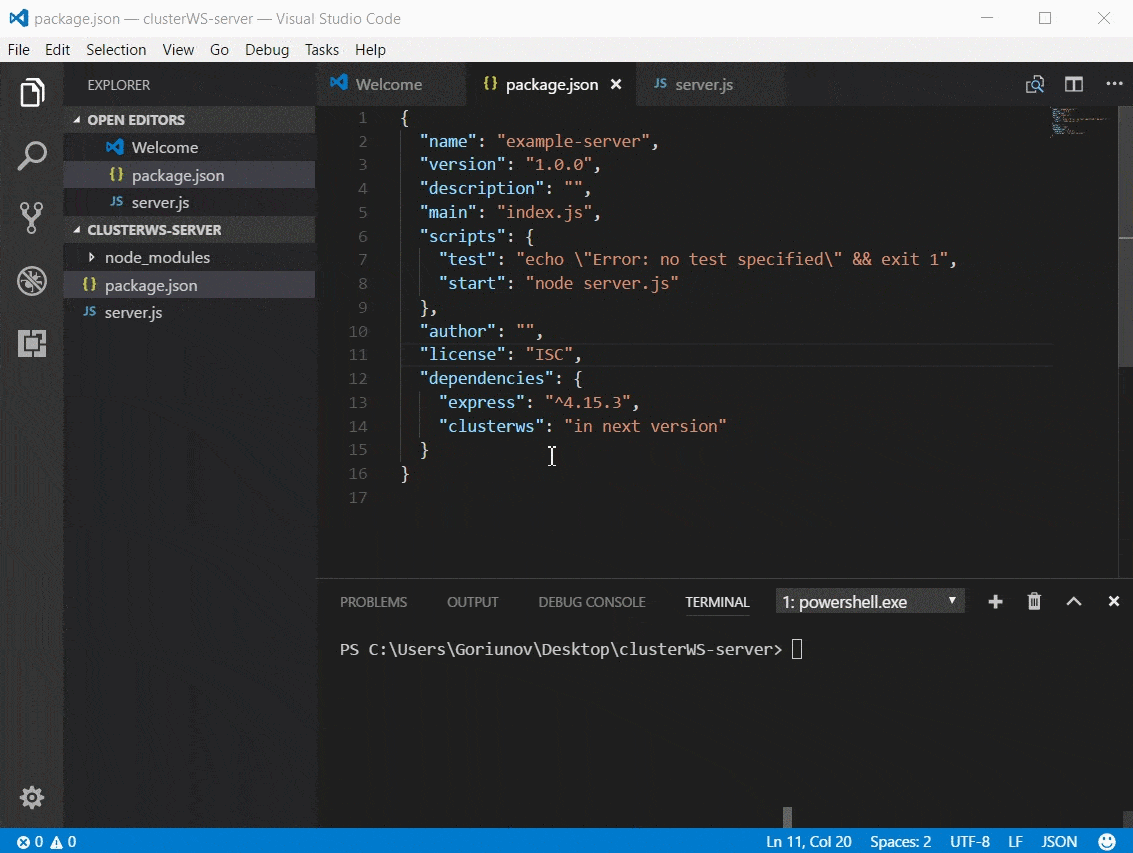 package.json — clusterWS-server — Visual Studio Code
File Edit Selection View Go Debug Tasks Help
EXPLORER
OPEN EDITORS
Welcome
{} package.json
JS server.js
CLUSTERWS-SERVER
node_modules
{} package.json
JS server.js
Welcome {} package.json JS server.js
1 {
2 "name": "example-server",
3 "version": "1.0.0",
4 "description": "",
5 "main": "index.js",
6 "scripts": {
7 "test": "echo \"Error: no test specified\" && exit 1",
8 "start": "node server.js"
9 },
10 "author": "",
11 "license": "ISC",
12 "dependencies": {
13 "express": "^4.15.3",
14 "clusterws": "in next version"
15 }
16 }
17
PROBLEMS OUTPUT DEBUG CONSOLE TERMINAL 1: powershell.exe
PS C:\Users\Goriunov\Desktop\clusterWS-server>
0 0 Ln 11, Col 20 Spaces: 2 UTF-8 LF JSON